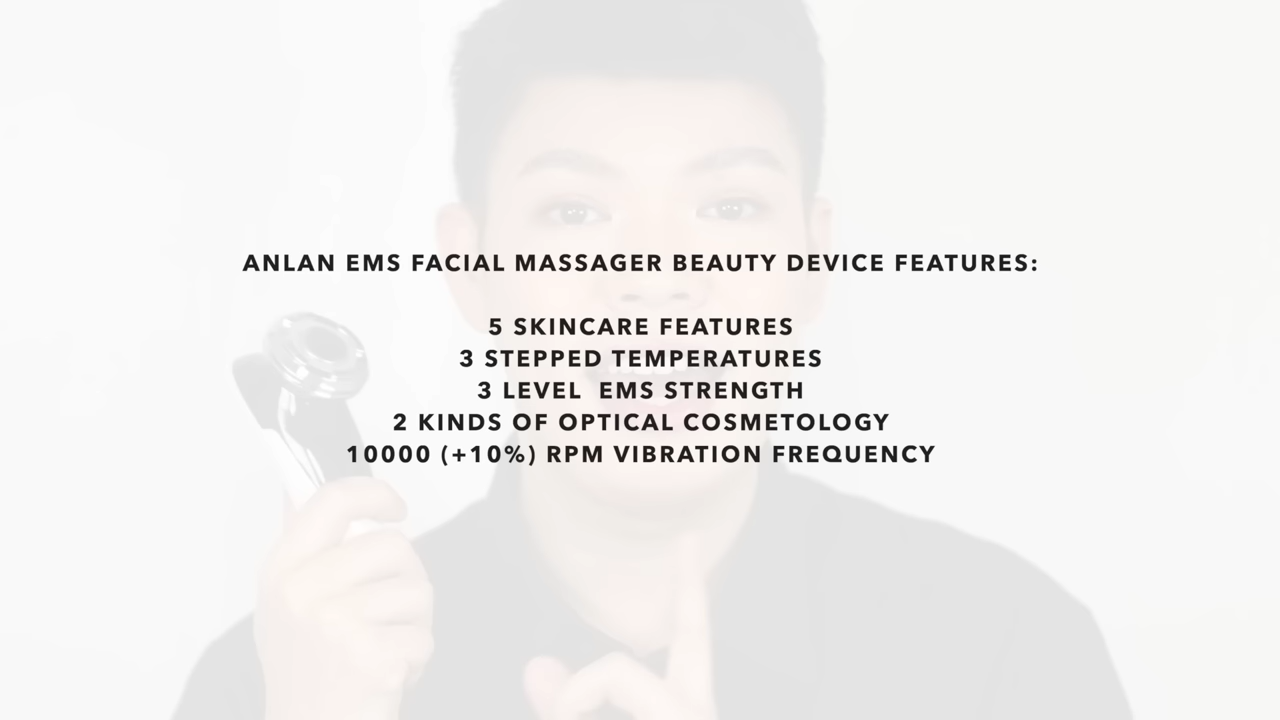 ANLAN EMS FACIAL MASSAGER BEAUTY DEVICE FEATURES:
5 SKINCARE FEATURES
3 STEPPED TEMPERATURES
3 LEVEL  EMS STRENGTH
2 KINDS OF OPTICAL COSMETOLOGY
10000 (+10%) RPM VIBRATION FREQUENCY